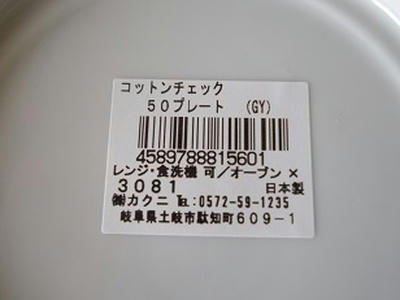 コットンチェック
50プレート (GY)
4589788815601
レンジ・食洗機 可/オーブン ×
3081 日本製
㈱カクニ ℡:0572-59-1235
岐阜県土岐市駄知町609-1